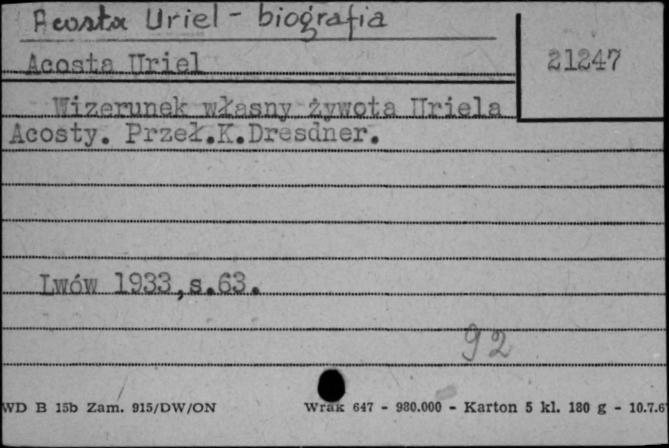 Acosta Uriel - biografia
Acosta Uriel
21247
Wizerunek własny żywota Uriela
Acosty. Przeł.K.Dresdner.
Lwów 1933,s.63.
92
WD B 15b Zam. 915/DW/ON Wrak 647 - 980.000 - Karton 5 kl. 180 g - 10.7.6